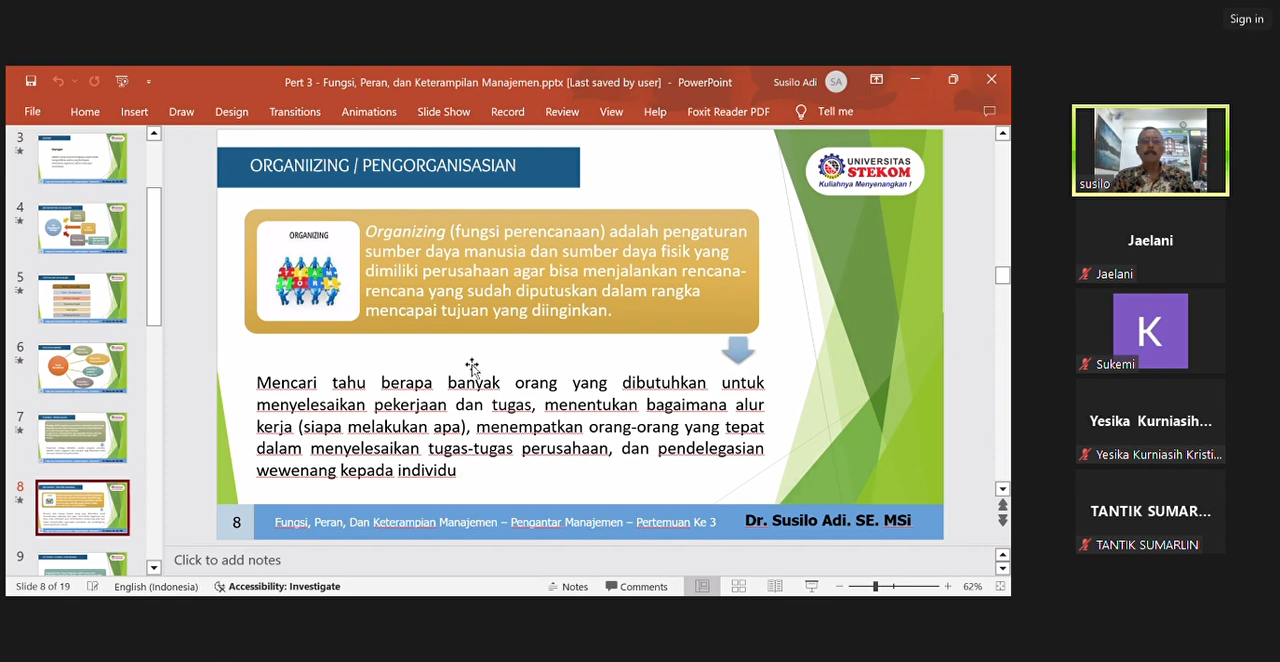 Sign in
Pert 3 - Fungsi, Peran, dan Keterampilan Manajemen.pptx [Last saved by user] - PowerPoint
Susilo Adi
SA
File Home Insert Draw Design Transitions Animations Slide Show Record Review View Help Foxit Reader PDF Tell me
3
4
5
6
7
8
9
ORGANIIZING / PENGORGANISASIAN
UNIVERSITAS
STEKOM
Kuliahnya Menyenangkan !
ORGANIZING
TEAM
WORK
Organizing (fungsi perencanaan) adalah pengaturan
sumber daya manusia dan sumber daya fisik yang
dimiliki perusahaan agar bisa menjalankan rencana-
rencana yang sudah diputuskan dalam rangka
mencapai tujuan yang diinginkan.
Mencari tahu berapa banyak orang yang dibutuhkan untuk
menyelesaikan pekerjaan dan tugas, menentukan bagaimana alur
kerja (siapa melakukan apa), menempatkan orang-orang yang tepat
dalam menyelesaikan tugas-tugas perusahaan, dan pendelegasian
wewenang kepada individu
8
Fungsi, Peran, Dan Keterampian Manajemen – Pengantar Manajemen – Pertemuan Ke 3
Dr. Susilo Adi. SE. MSi
Click to add notes
Slide 8 of 19
English (Indonesia)
Accessibility: Investigate
Notes
Comments
62%
susilo
Jaelani
Jaelani
K
Sukemi
Yesika Kurniasih...
Yesika Kurniasih Kristi...
TANTIK SUMAR...
TANTIK SUMARLIN